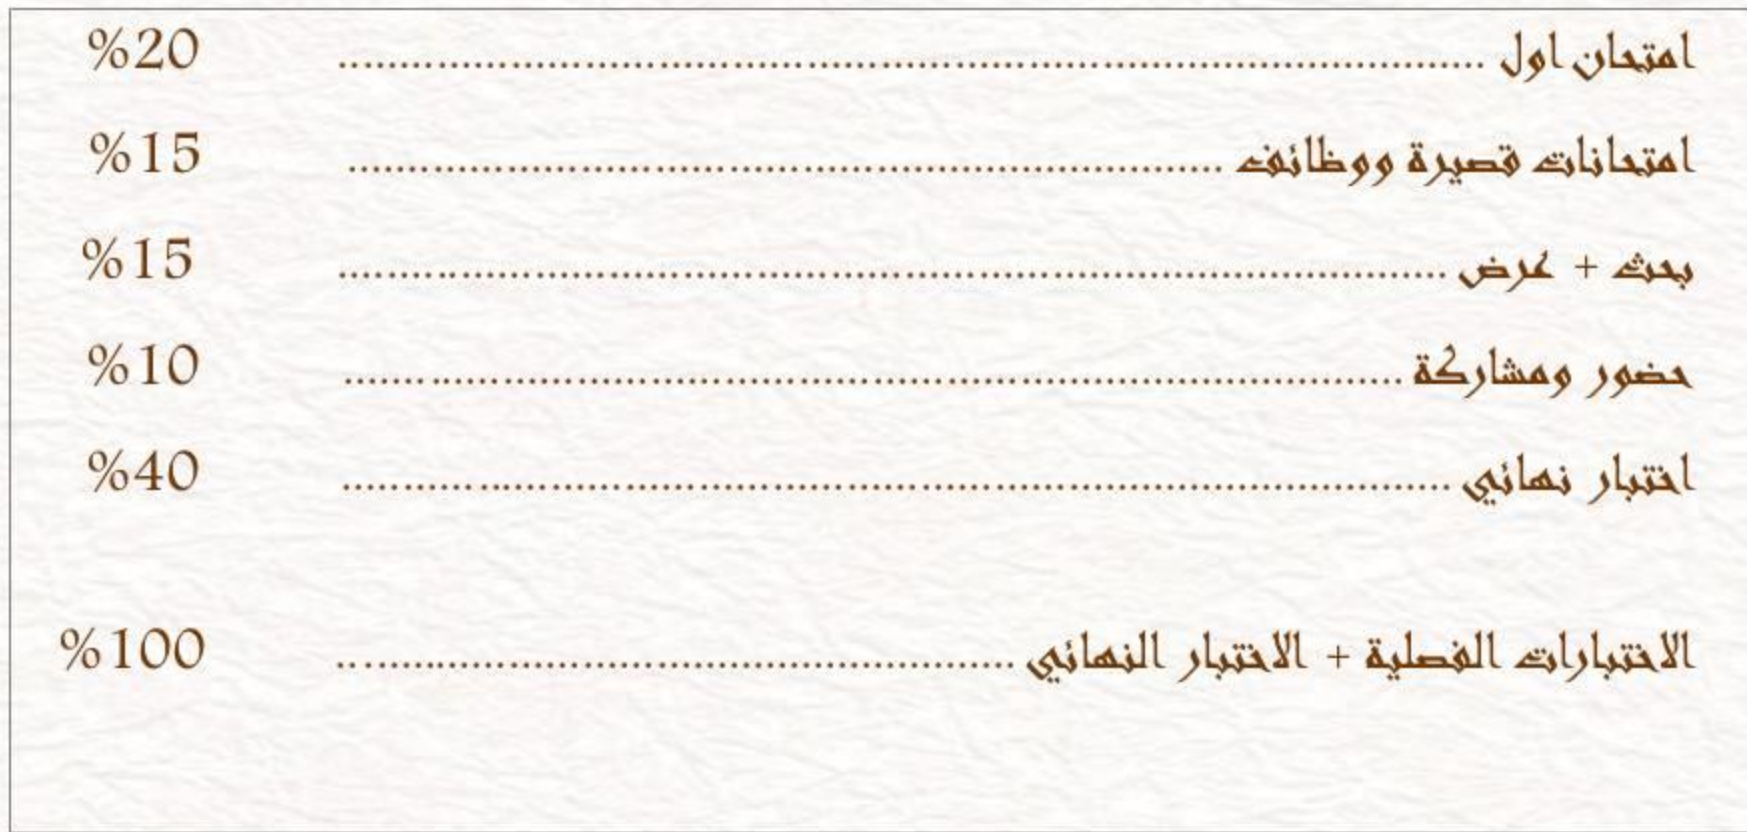 امتحان اول ........................................................................................ %20
امتحانات قصيرة ووظائف ........................................................................ %15
بحث + عرض ........................................................................................... %15
حضور ومشاركة ....................................................................................... %10
اختبار نهائي ........................................................................................... %40
الاختبارات الفصلية + الاختبار النهائي ........................................................ %100